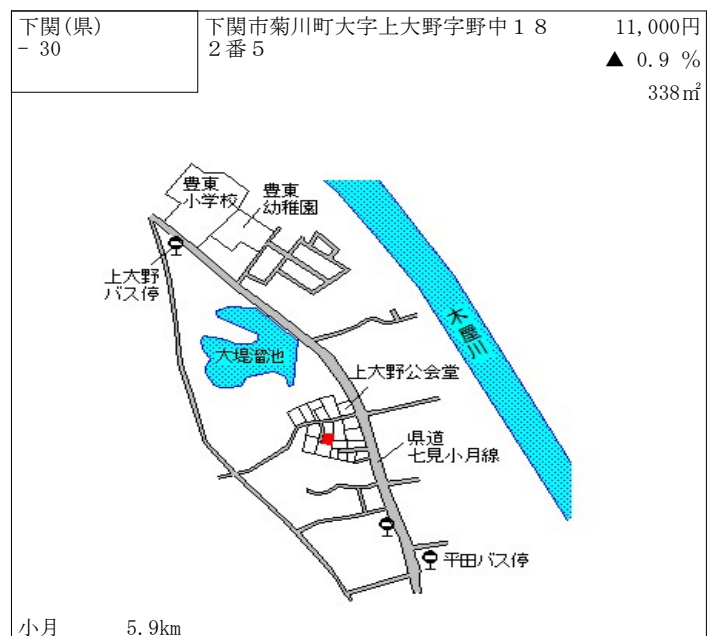 下関(県)
- 30
下関市菊川町大字上大野字野中１８
２番５
11,000円
▲ 0.9 %
338㎡
豊東
小学校
豊東
幼稚園
上大野
バス停
木屋川
大堤溜池
上大野公会堂
県道
七見小月線
平田バス停
小月 5.9km